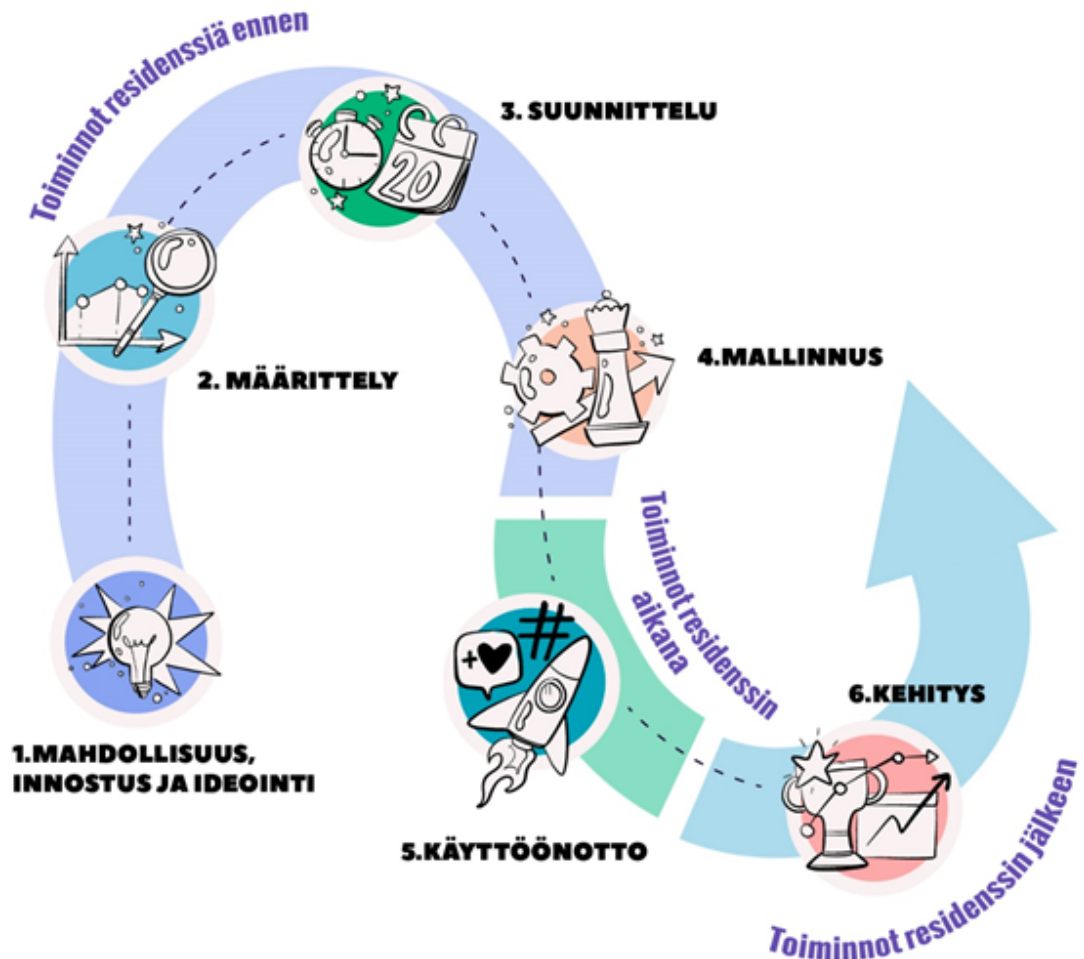 Toiminnot residenssiä ennen
3. SUUNNITTELU
20
2. MÄÄRITTELY
4.MALLINNUS
Toiminnot residenssin
aikana
1.MAHDOLLISUUS,
INNOSTUS JA IDEOINTI
+
#
5.KÄYTTÖÖNOTTO
6.KEHITYS
Toiminnot residenssin jälkeen